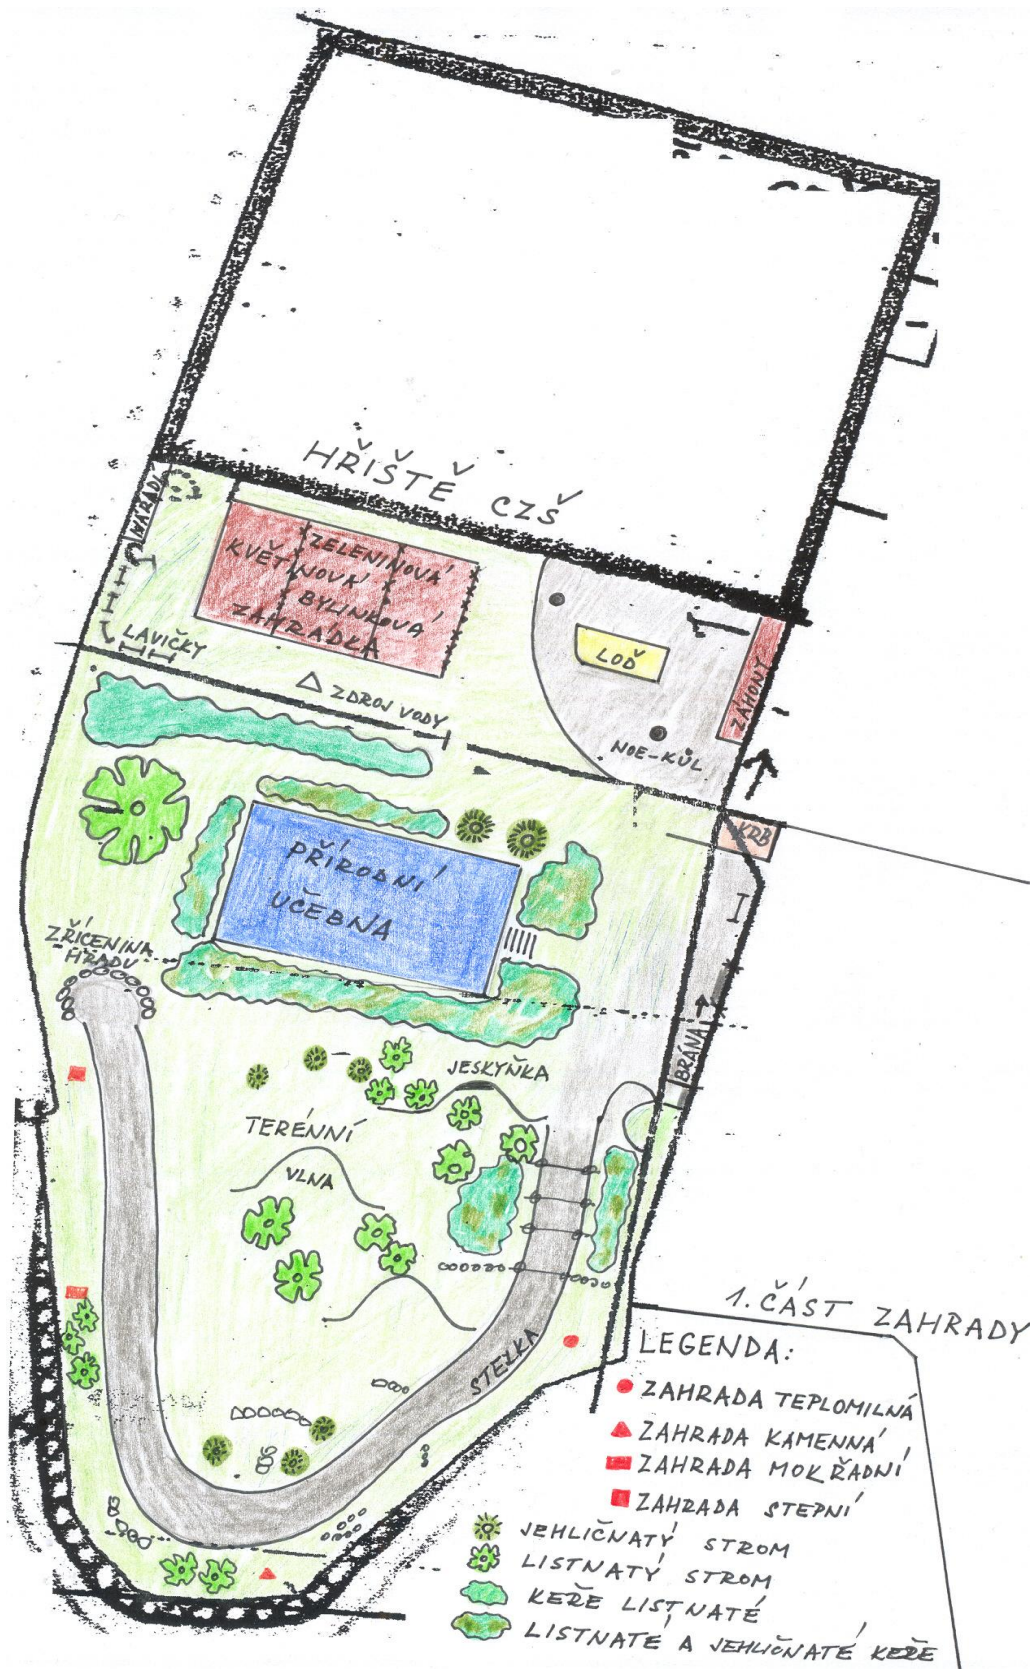 HŘIŠTĚ CZŠ
NÁŘADÍ
ZELENINOVÁ
KVĚTINOVÁ
BYLINKOVÁ
ZAHRÁDKA
LAVIČKY
LOĎ
ZÁHONY
ZDROJ VODY
NOE-KŮL
KRB
PŘÍRODNÍ
UČEBNA
ZŘÍCENINA
HRADU
BRÁNA
JESKYŇKA
TERÉNNÍ
VLNA
STEZKA
1. ČÁST ZAHRADY
LEGENDA:
ZAHRADA TEPLOMILNÁ
ZAHRADA KAMENNÁ
ZAHRADA MOKŘADNÍ
ZAHRADA STEPNÍ
JEHLIČNATÝ STROM
LISTNATÝ STROM
KEŘE LISTNATÉ
LISTNATÉ A JEHLIČNATÉ KEŘE